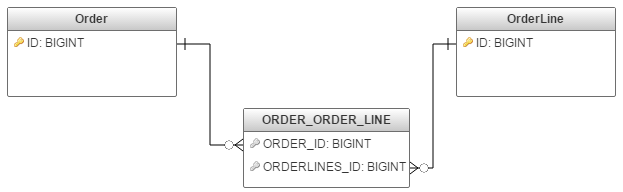 Order
ID: BIGINT
OrderLine
ID: BIGINT
ORDER_ORDER_LINE
ORDER_ID: BIGINT
ORDERLINES_ID: BIGINT